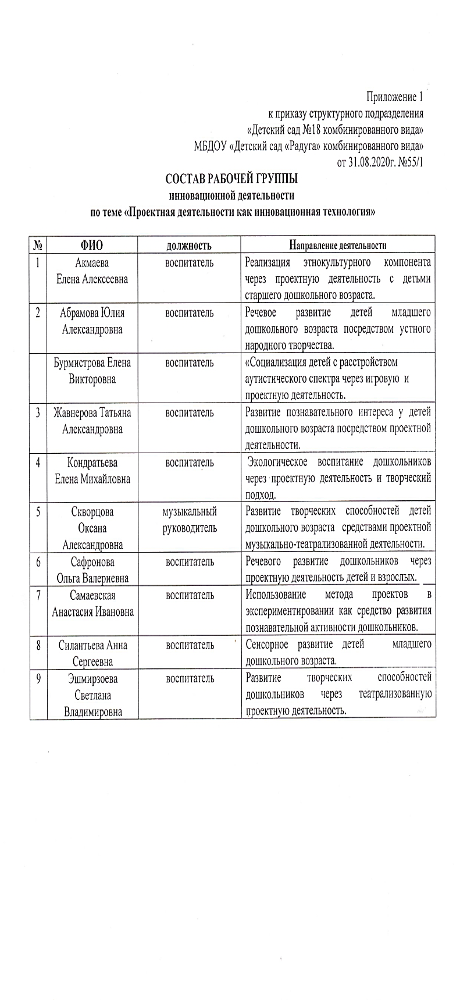 Приложение 1
к приказу структурного подразделения
«Детский сад №18 комбинированного вида»
МБДОУ «Детский сад «Радуга» комбинированного вида»
от 31.08.2020г. №55/1
СОСТАВ РАБОЧЕЙ ГРУППЫ
инновационной деятельности
по теме «Проектная деятельности как инновационная технология»
№ ФИО должность Направление деятельности
1 Акмаева воспитатель Реализация этнокультурного компонента
Елена Алексеевна через проектную деятельность с детьми
старшего дошкольного возраста.
2 Абрамова Юлия воспитатель Речевое развитие детей младшего
Александровна дошкольного возраста посредством устного
народного творчества.
Бурмистрова Елена воспитатель «Социализация детей с расстройством
Викторовна аутистического спектра через игровую и
проектную деятельность.
3 Жавнерова Татьяна воспитатель Развитие познавательного интереса у детей
Александровна дошкольного возраста посредством проектной
деятельности.
4 Кондратьева воспитатель Экологическое воспитание дошкольников
Елена Михайловна через проектную деятельность и творческий
подход.
5 Скворцова музыкальный Развитие творческих способностей детей
Оксана руководитель дошкольного возраста средствами проектной
Александровна музыкально-театрализованной деятельности.
6 Сафронова воспитатель Речевого развитие дошкольников через
Ольга Валериевна проектную деятельность детей и взрослых.
7 Самаевская воспитатель Использование метода проектов в
Анастасия Ивановна экспериментировании как средство развития
познавательной активности дошкольников.
8 Силантьева Анна воспитатель Сенсорное развитие детей младшего
Сергеевна дошкольного возраста.
9 Эшмирзоева воспитатель Развитие творческих способностей
Светлана дошкольников через театрализованную
Владимировна проектную деятельность.